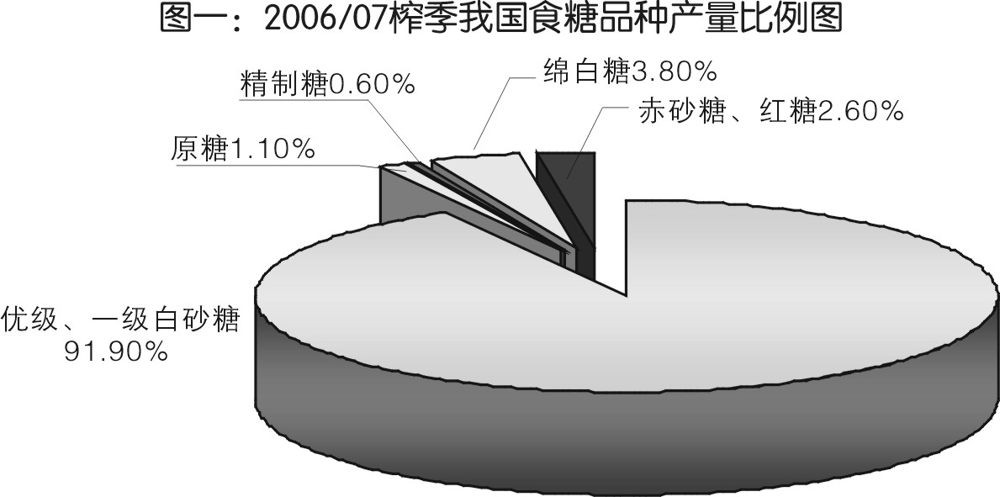 图一：2006/07榨季我国食糖品种产量比例图
绵白糖3.80%
精制糖0.60%
赤砂糖、红糖2.60%
原糖1.10%
优级、一级白砂糖
91.90%